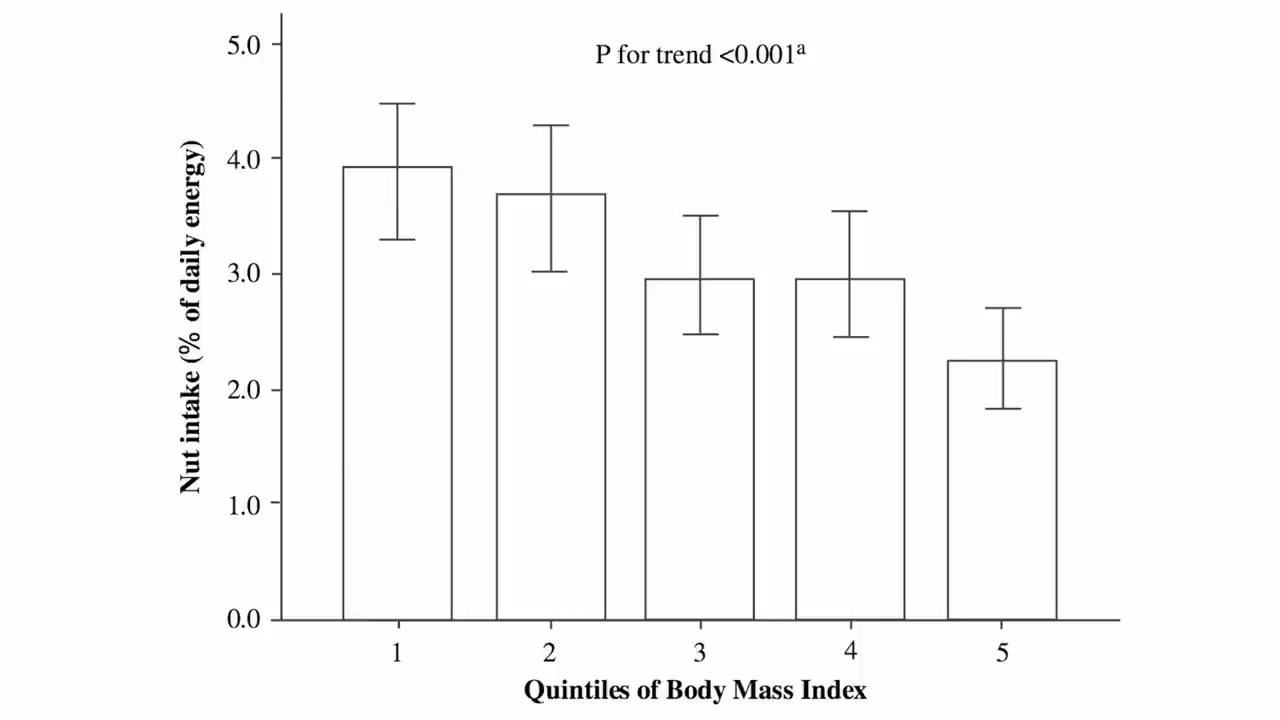 P for trend <0.001ᵃ
Nut intake (% of daily energy)
5.0
4.0
3.0
2.0
1.0
0.0
1 2 3 4 5
Quintiles of Body Mass Index